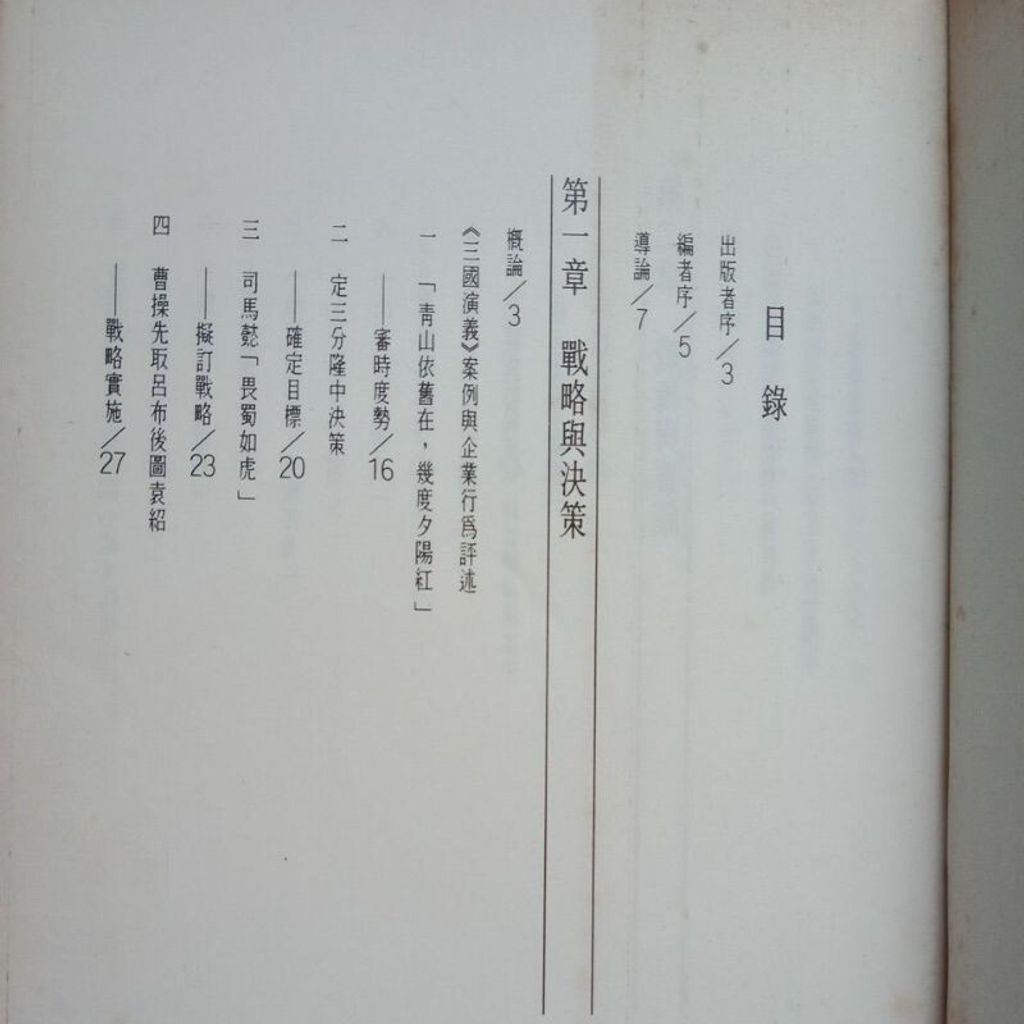 目錄
出版者序／3
編者序／5
導論／7
第一章　戰略與決策
概論／3
《三國演義》案例與企業行爲評述
一　「靑山依舊在，幾度夕陽紅」
——審時度勢／16
二　定三分隆中決策
——確定目標／20
三　司馬懿「畏蜀如虎」
——擬訂戰略／23
四　曹操先取呂布後圖袁紹
——戰略實施／27